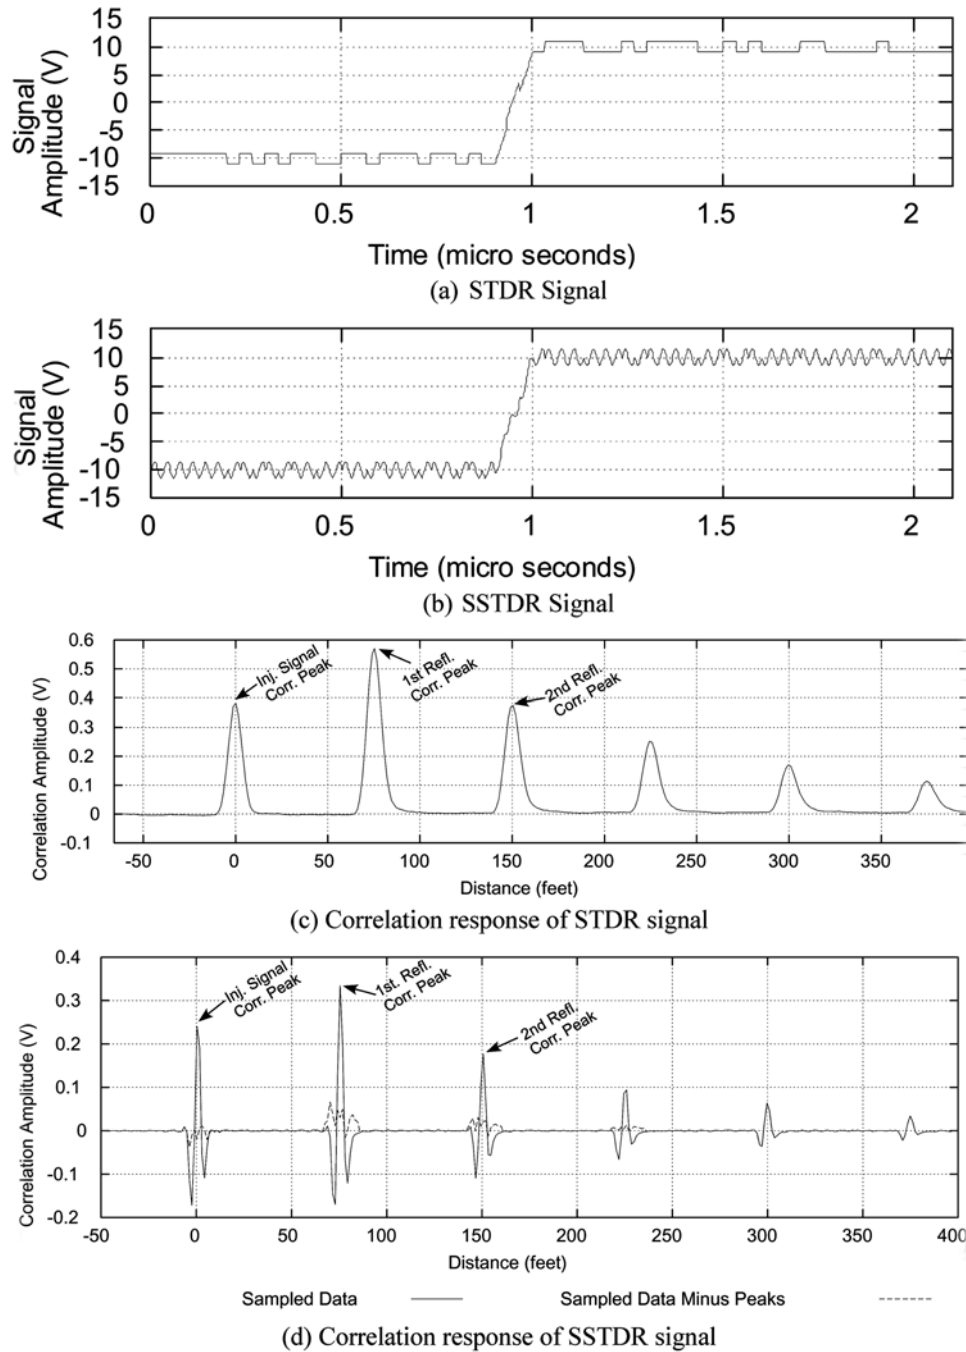 15
10
5
0
-5
-10
-15
Signal
Amplitude (V)
0
0.5
1
1.5
2
Time (micro seconds)
(a) STDR Signal
15
10
5
0
-5
-10
-15
Signal
Amplitude (V)
0
0.5
1
1.5
2
Time (micro seconds)
(b) SSTDR Signal
0.6
0.5
0.4
0.3
0.2
0.1
0
-0.1
Correlation Amplitude (V)
Inj. Signal
Corr. Peak
1st Refl.
Corr. Peak
2nd Refl.
Corr. Peak
-50
0
50
100
150
200
250
300
350
Distance (feet)
(c) Correlation response of STDR signal
0.4
0.3
0.2
0.1
0
-0.1
-0.2
Correlation Amplitude (V)
Inj. Signal
Corr. Peak
1st. Refl.
Corr. Peak
2nd Refl.
Corr. Peak
-50
0
50
100
150
200
250
300
350
400
Distance (feet)
Sampled Data
Sampled Data Minus Peaks
(d) Correlation response of SSTDR signal